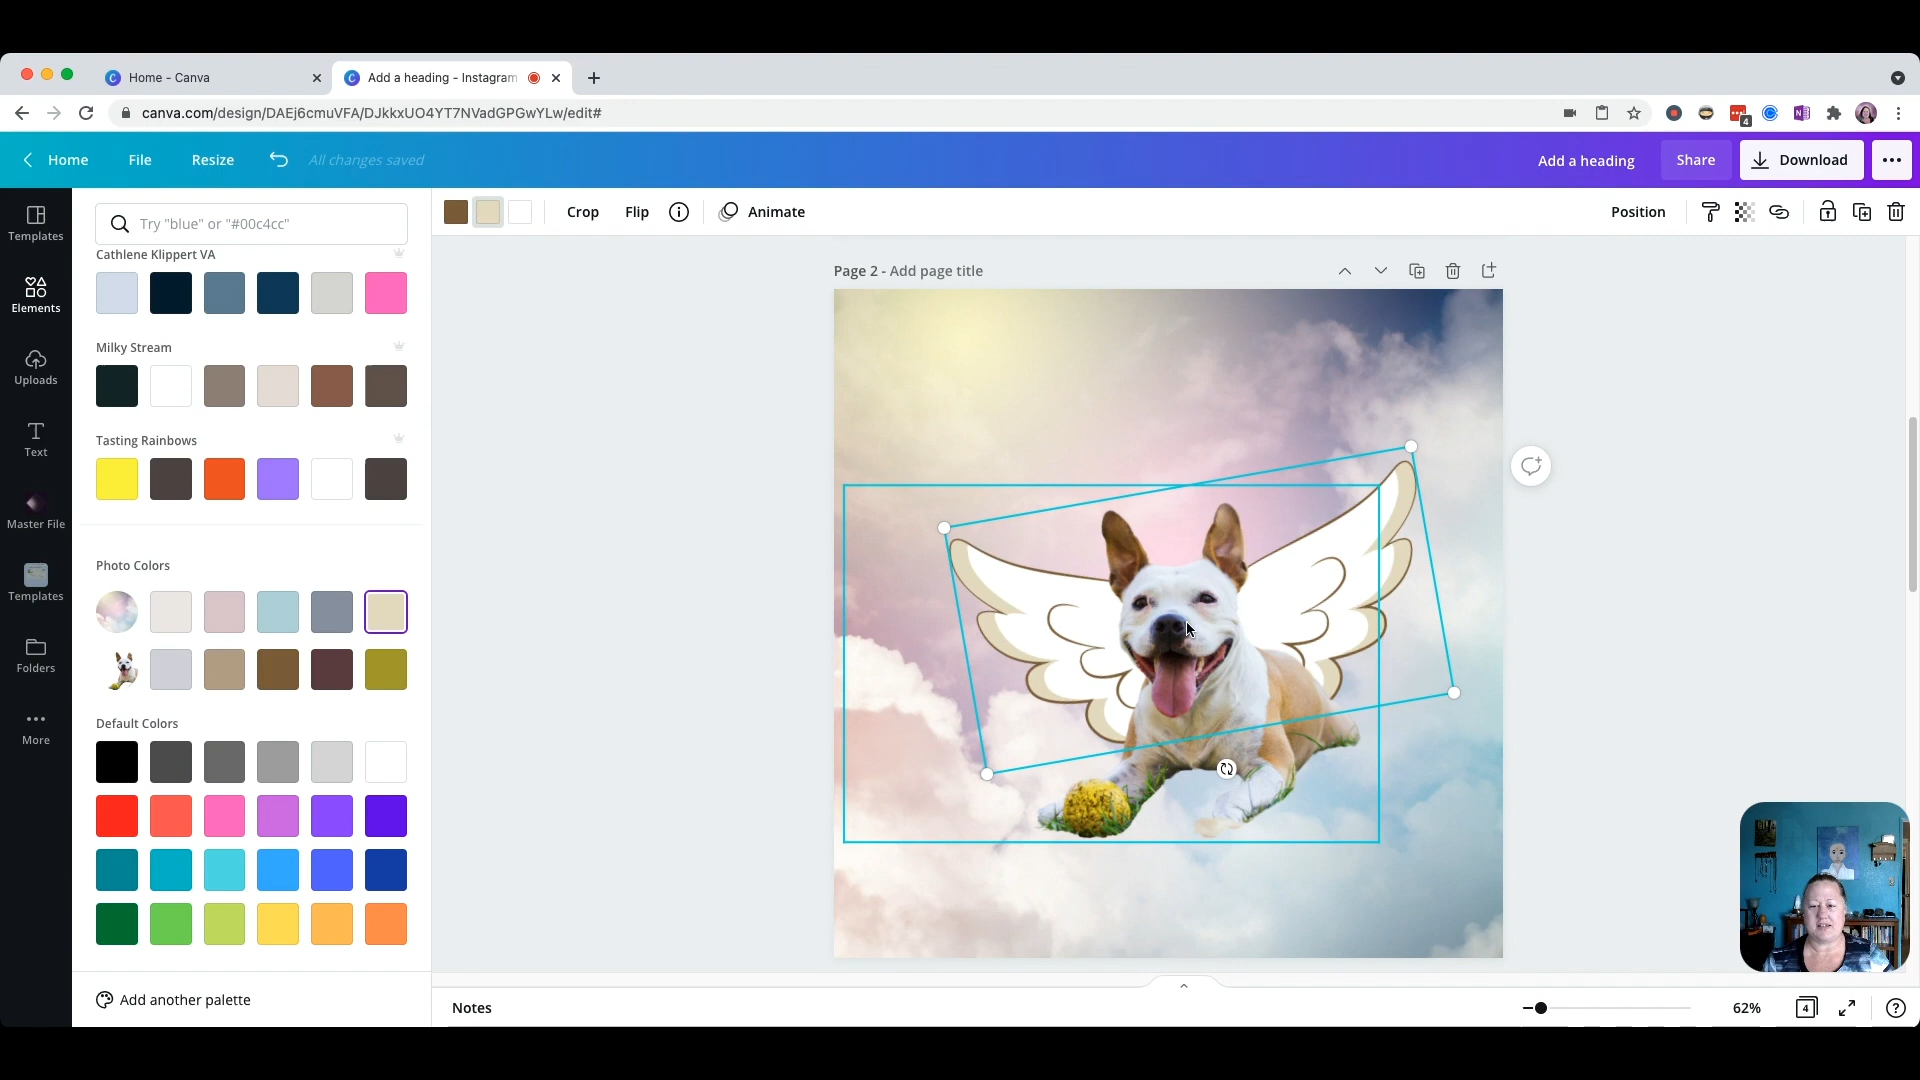 Home - Canva
Add a heading - Instagram
canva.com/design/DAEj6cmuVFA/DJkkxUO4YT7NVadGPGwYLw/edit#
4
Home File Resize All changes saved Add a heading Share Download
Templates
Elements
Uploads
Text
Master File
Templates
Folders
More
Try "blue" or "#00c4cc"
Cathlene Klippert VA
Milky Stream
Tasting Rainbows
Photo Colors
Default Colors
Add another palette
Crop Flip Animate Position
Page 2 - Add page title
Notes 62% 4